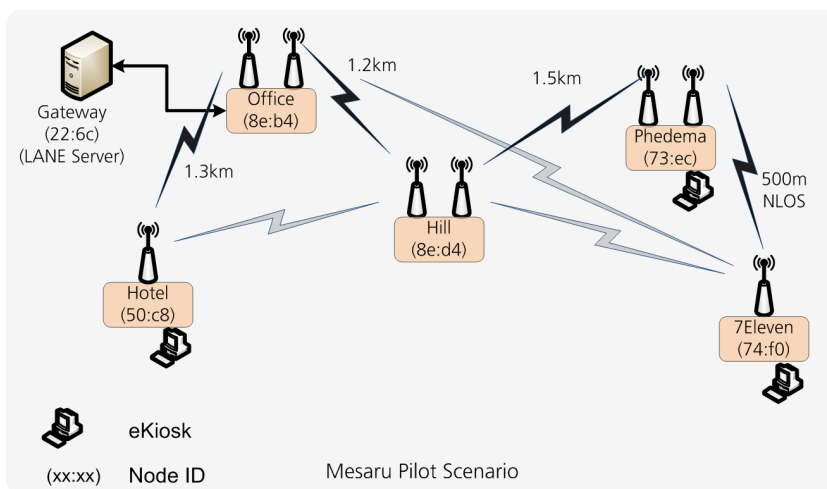 Gateway
(22:6c)
(LANE Server)
Office
(8e:b4)
1.2km
1.5km
Phedema
(73:ec)
1.3km
500m
NLOS
Hill
(8e:d4)
Hotel
(50:c8)
7Eleven
(74:f0)
eKiosk
(xx:xx) Node ID
Mesaru Pilot Scenario